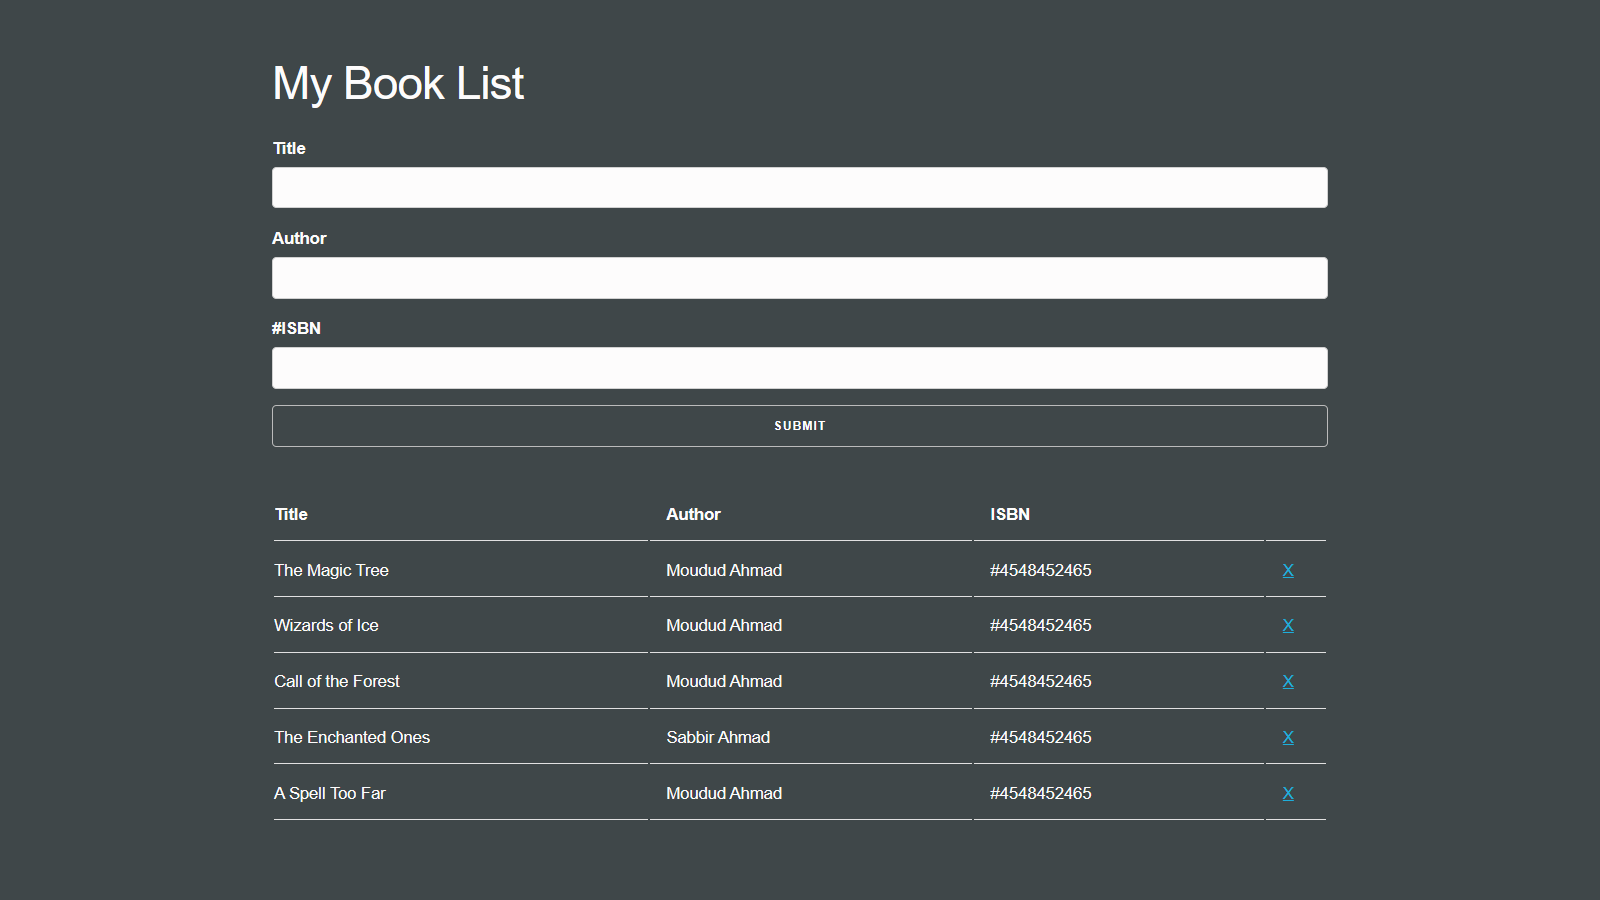 My Book List
Title
Author
#ISBN
SUBMIT
Title Author ISBN
The Magic Tree Moudud Ahmad #4548452465 X
Wizards of Ice Moudud Ahmad #4548452465 X
Call of the Forest Moudud Ahmad #4548452465 X
The Enchanted Ones Sabbir Ahmad #4548452465 X
A Spell Too Far Moudud Ahmad #4548452465 X